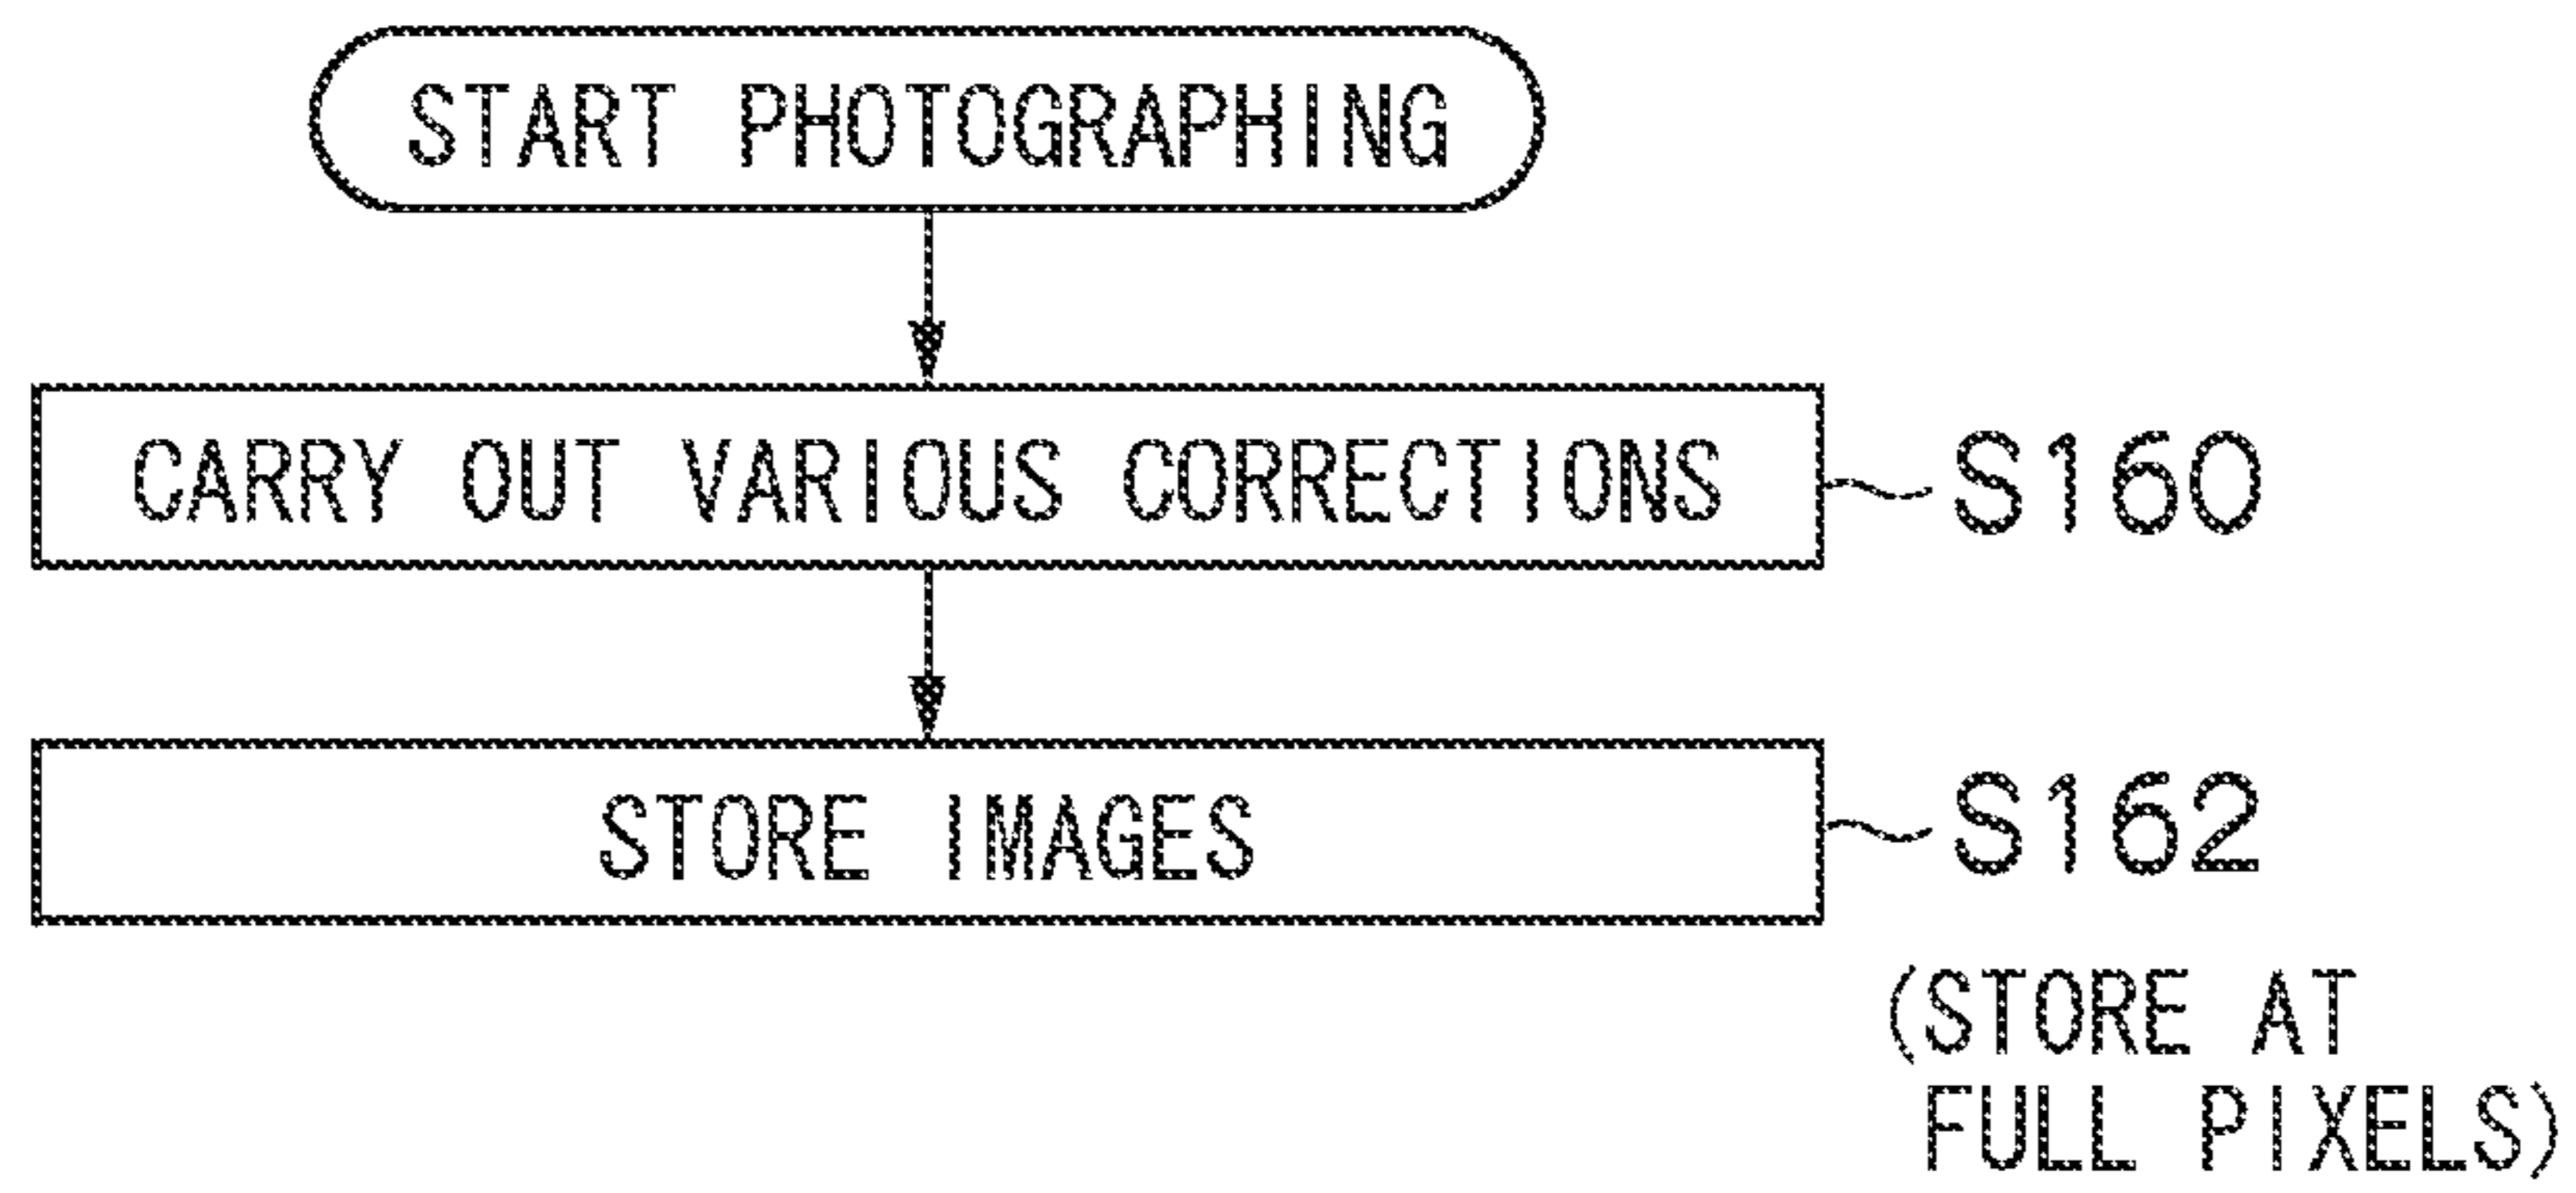 START PHOTOGRAPHING
CARRY OUT VARIOUS CORRECTIONS
S160
STORE IMAGES
S162
(STORE AT
FULL PIXELS)